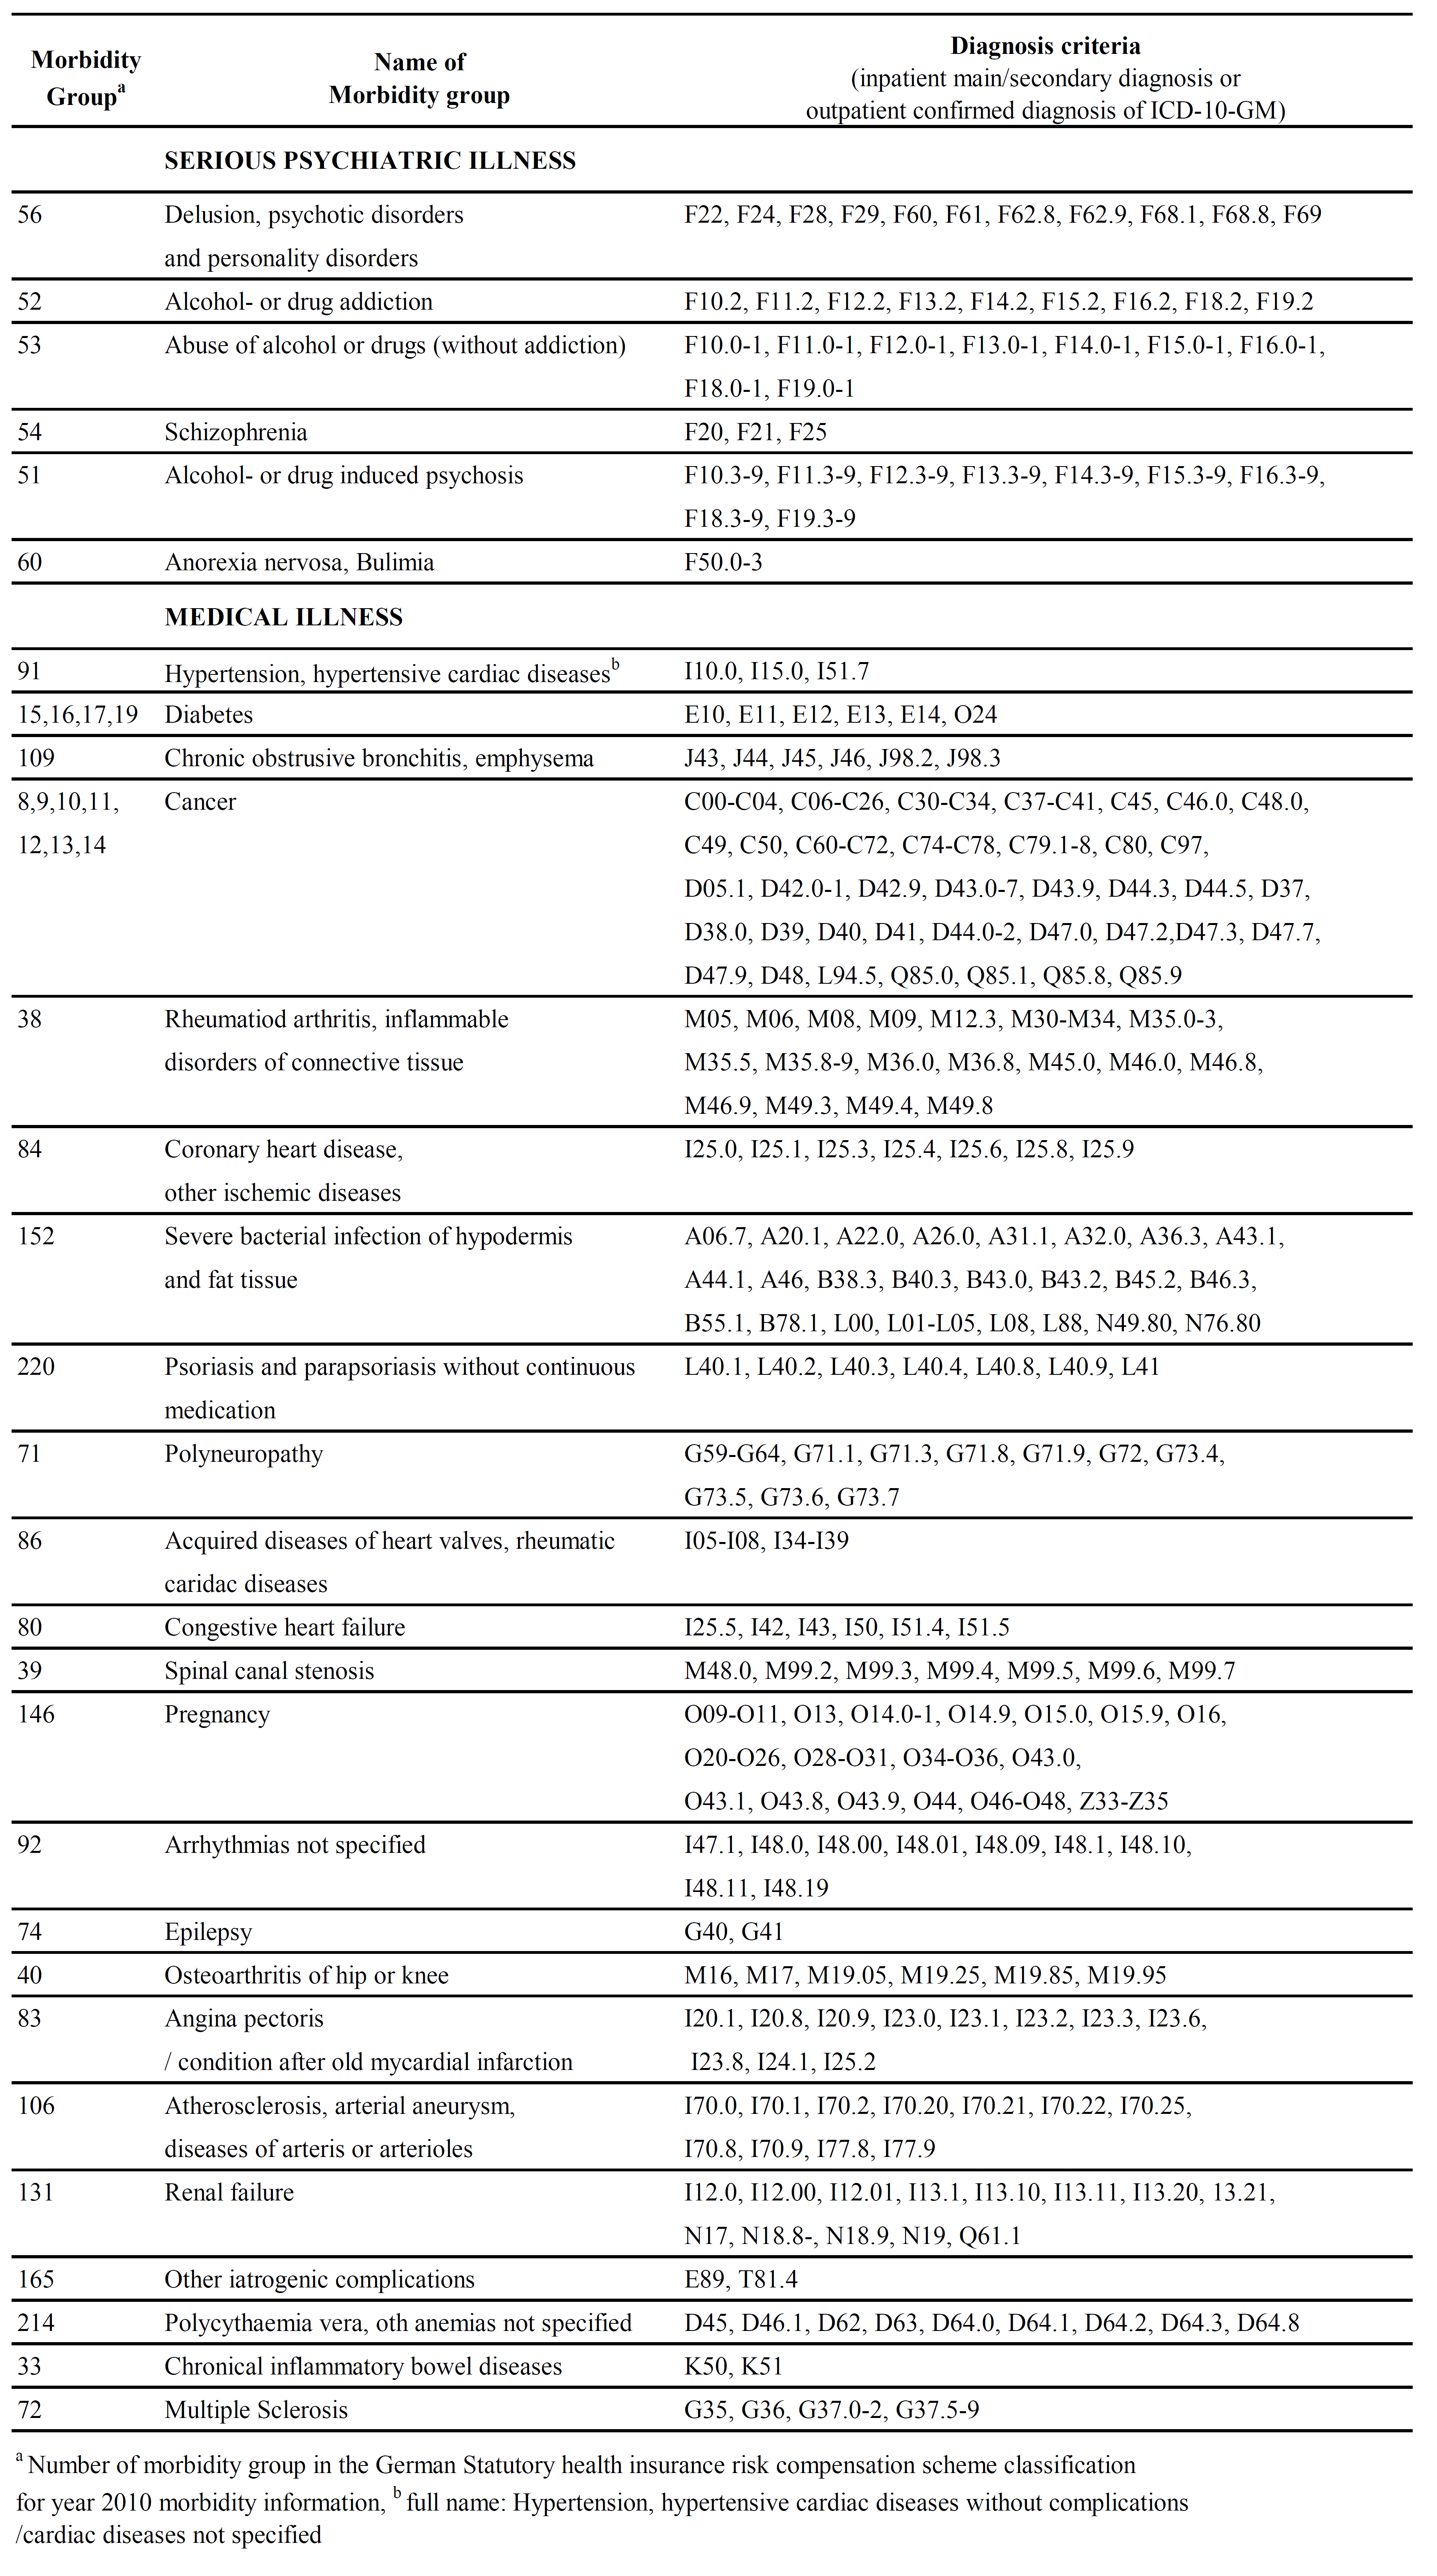 Morbidity Groupa
Name of Morbidity group
Diagnosis criteria
(inpatient main/secondary diagnosis or
outpatient confirmed diagnosis of ICD-10-GM)
SERIOUS PSYCHIATRIC ILLNESS
56 Delusion, psychotic disorders F22, F24, F28, F29, F60, F61, F62.8, F62.9, F68.1, F68.8, F69
and personality disorders
52 Alcohol- or drug addiction F10.2, F11.2, F12.2, F13.2, F14.2, F15.2, F16.2, F18.2, F19.2
53 Abuse of alcohol or drugs (without addiction) F10.0-1, F11.0-1, F12.0-1, F13.0-1, F14.0-1, F15.0-1, F16.0-1,
F18.0-1, F19.0-1
54 Schizophrenia F20, F21, F25
51 Alcohol- or drug induced psychosis F10.3-9, F11.3-9, F12.3-9, F13.3-9, F14.3-9, F15.3-9, F16.3-9,
F18.3-9, F19.3-9
60 Anorexia nervosa, Bulimia F50.0-3
MEDICAL ILLNESS
91 Hypertension, hypertensive cardiac diseasesb I10.0, I15.0, I51.7
15,16,17,19 Diabetes E10, E11, E12, E13, E14, O24
109 Chronic obstrusive bronchitis, emphysema J43, J44, J45, J46, J98.2, J98.3
8,9,10,11, Cancer C00-C04, C06-C26, C30-C34, C37-C41, C45, C46.0, C48.0,
12,13,14 C49, C50, C60-C72, C74-C78, C79.1-8, C80, C97,
D05.1, D42.0-1, D42.9, D43.0-7, D43.9, D44.3, D44.5, D37,
D38.0, D39, D40, D41, D44.0-2, D47.0, D47.2,D47.3, D47.7,
D47.9, D48, L94.5, Q85.0, Q85.1, Q85.8, Q85.9
38 Rheumatiod arthritis, inflammable M05, M06, M08, M09, M12.3, M30-M34, M35.0-3,
disorders of connective tissue M35.5, M35.8-9, M36.0, M36.8, M45.0, M46.0, M46.8,
M46.9, M49.3, M49.4, M49.8
84 Coronary heart disease, I25.0, I25.1, I25.3, I25.4, I25.6, I25.8, I25.9
other ischemic diseases
152 Severe bacterial infection of hypodermis A06.7, A20.1, A22.0, A26.0, A31.1, A32.0, A36.3, A43.1,
and fat tissue A44.1, A46, B38.3, B40.3, B43.0, B43.2, B45.2, B46.3,
B55.1, B78.1, L00, L01-L05, L08, L88, N49.80, N76.80
220 Psoriasis and parapsoriasis without continuous L40.1, L40.2, L40.3, L40.4, L40.8, L40.9, L41
medication
71 Polyneuropathy G59-G64, G71.1, G71.3, G71.8, G71.9, G72, G73.4,
G73.5, G73.6, G73.7
86 Acquired diseases of heart valves, rheumatic I05-I08, I34-I39
caridac diseases
80 Congestive heart failure I25.5, I42, I43, I50, I51.4, I51.5
39 Spinal canal stenosis M48.0, M99.2, M99.3, M99.4, M99.5, M99.6, M99.7
146 Pregnancy O09-O11, O13, O14.0-1, O14.9, O15.0, O15.9, O16,
O20-O26, O28-O31, O34-O36, O43.0,
O43.1, O43.8, O43.9, O44, O46-O48, Z33-Z35
92 Arrhythmias not specified I47.1, I48.0, I48.00, I48.01, I48.09, I48.1, I48.10,
I48.11, I48.19
74 Epilepsy G40, G41
40 Osteoarthritis of hip or knee M16, M17, M19.05, M19.25, M19.85, M19.95
83 Angina pectoris I20.1, I20.8, I20.9, I23.0, I23.1, I23.2, I23.3, I23.6,
/ condition after old mycardial infarction I23.8, I24.1, I25.2
106 Atherosclerosis, arterial aneurysm, I70.0, I70.1, I70.2, I70.20, I70.21, I70.22, I70.25,
diseases of arteris or arterioles I70.8, I70.9, I77.8, I77.9
131 Renal failure I12.0, I12.00, I12.01, I13.1, I13.10, I13.11, I13.20, 13.21,
N17, N18.8-, N18.9, N19, Q61.1
165 Other iatrogenic complications E89, T81.4
214 Polycythaemia vera, oth anemias not specified D45, D46.1, D62, D63, D64.0, D64.1, D64.2, D64.3, D64.8
33 Chronical inflammatory bowel diseases K50, K51
72 Multiple Sclerosis G35, G36, G37.0-2, G37.5-9
a Number of morbidity group in the German Statutory health insurance risk compensation scheme classification
for year 2010 morbidity information, b full name: Hypertension, hypertensive cardiac diseases without complications
/cardiac diseases not specified